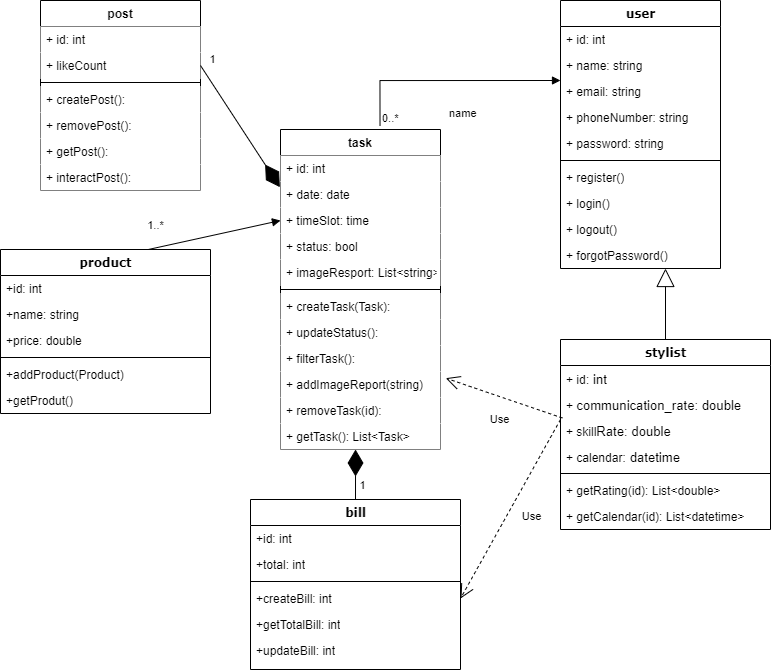 post
+ id: int
+ likeCount
+ createPost():
+ removePost():
+ getPost():
+ interactPost():
user
+ id: int
+ name: string
+ email: string
+ phoneNumber: string
+ password: string
+ register()
+ login()
+ logout()
+ forgotPassword()
1
0..*
name
task
+ id: int
+ date: date
+ timeSlot: time
+ status: bool
+ imageResport: List<string>
+ createTask(Task):
+ updateStatus():
+ filterTask():
+ addImageReport(string)
+ removeTask(id):
+ getTask(): List<Task>
1..*
product
+id: int
+name: string
+price: double
+addProduct(Product)
+getProdut()
stylist
+ id: int
+ communication_rate: double
+ skillRate: double
+ calendar: datetime
+ getRating(id): List<double>
+ getCalendar(id): List<datetime>
Use
Use
1
bill
+id: int
+total: int
+createBill: int
+getTotalBill: int
+updateBill: int